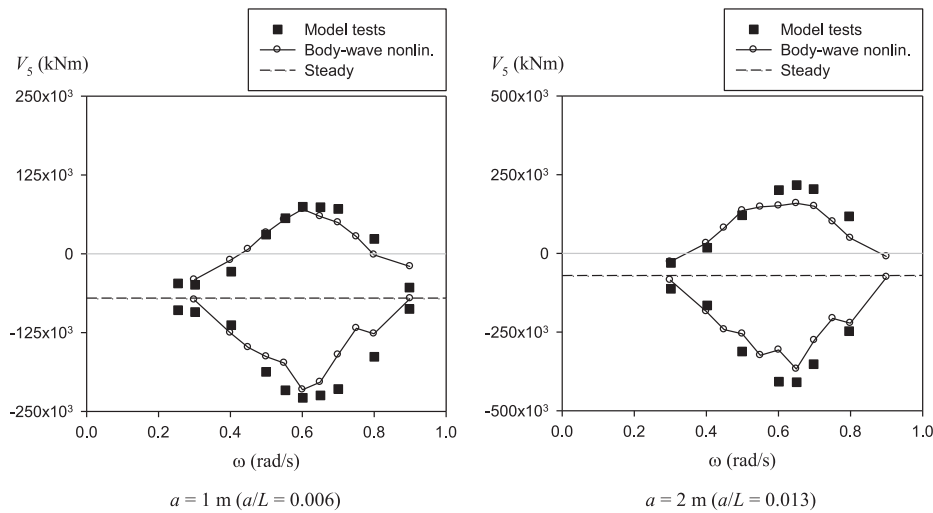 Model tests
Body-wave nonlin.
Steady
V5 (kNm)
250x10³
125x10³
0
-125x10³
-250x10³
0.0 0.2 0.4 0.6 0.8 1.0
ω (rad/s)
a = 1 m (a/L = 0.006)
Model tests
Body-wave nonlin.
Steady
V5 (kNm)
500x10³
250x10³
0
-250x10³
-500x10³
0.0 0.2 0.4 0.6 0.8 1.0
ω (rad/s)
a = 2 m (a/L = 0.013)